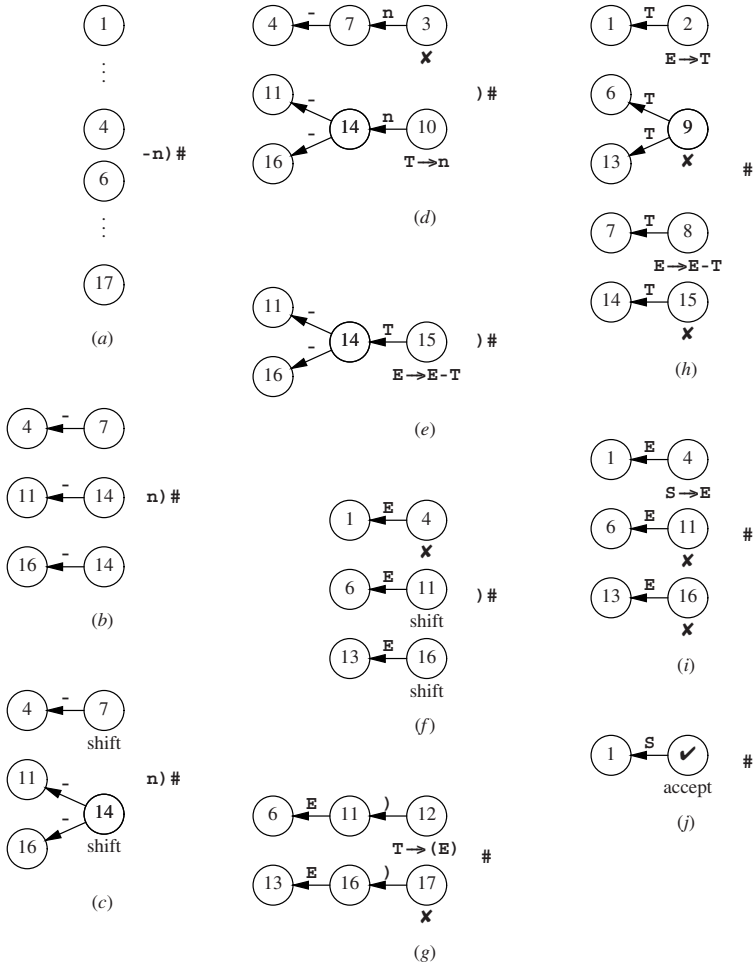 1
⋮
4
6
-n)#
⋮
17
(a)
4
-
7
11
-
14
n)#
16
-
14
(b)
4
-
7
shift
11
-
14
n)#
16
-
shift
(c)
4
-
7
n
3
✘
11
-
14
n
10
)#
16
-
T→n
(d)
11
-
14
T
15
)#
16
-
E→E-T
(e)
1
E
4
✘
6
E
11
)#
shift
13
E
16
shift
(f)
6
E
11
)
12
T→(E)
#
13
E
16
)
17
✘
(g)
1
T
2
E→T
6
T
9
13
T
✘
#
7
T
8
E→E-T
14
T
15
✘
(h)
1
E
4
S→E
6
E
11
#
✘
13
E
16
✘
(i)
1
S
✔
#
accept
(j)